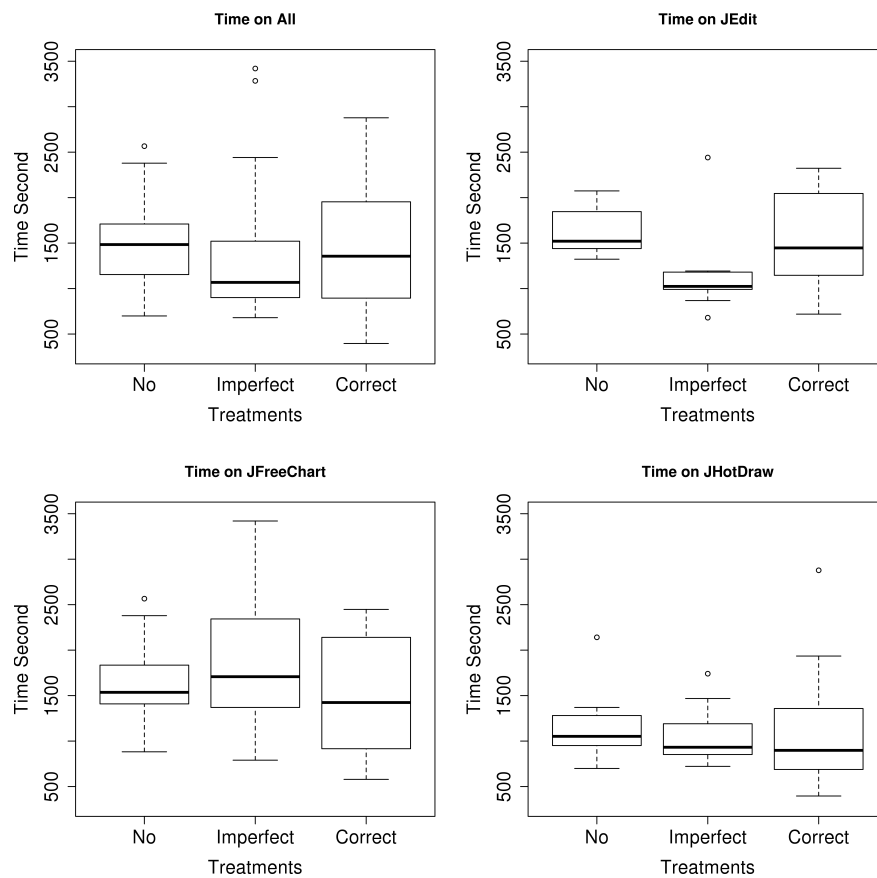 Time on All
3500
2500
1500
500
Time Second
No Imperfect Correct
Treatments
Time on JEdit
3500
2500
1500
500
Time Second
No Imperfect Correct
Treatments
Time on JFreeChart
3500
2500
1500
500
Time Second
No Imperfect Correct
Treatments
Time on JHotDraw
3500
2500
1500
500
Time Second
No Imperfect Correct
Treatments